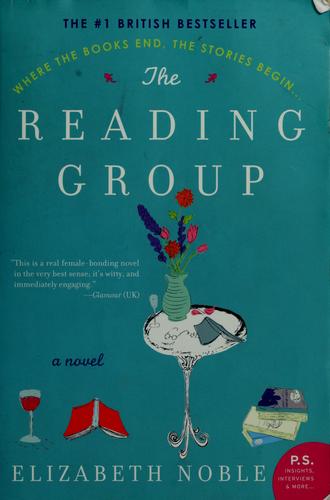 THE #1 BRITISH BESTSELLER
WHERE THE BOOKS END, THE STORIES BEGIN...
The
READING
GROUP
"This is a real female-bonding novel
in the very best sense; it's witty, and
immediately engaging."
—Glamour (UK)
a novel
P.S.
INSIGHTS,
INTERVIEWS
& MORE...
ELIZABETH NOBLE